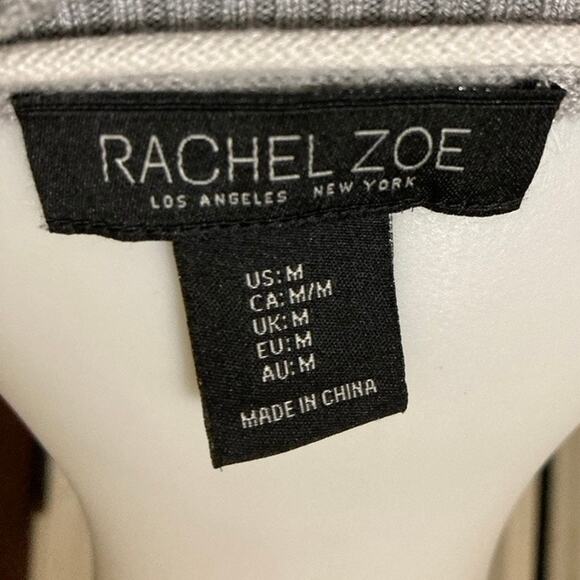 RACHEL ZOE
LOS ANGELES NEW YORK
US: M
CA: M/M
UK: M
EU: M
AU: M
MADE IN CHINA